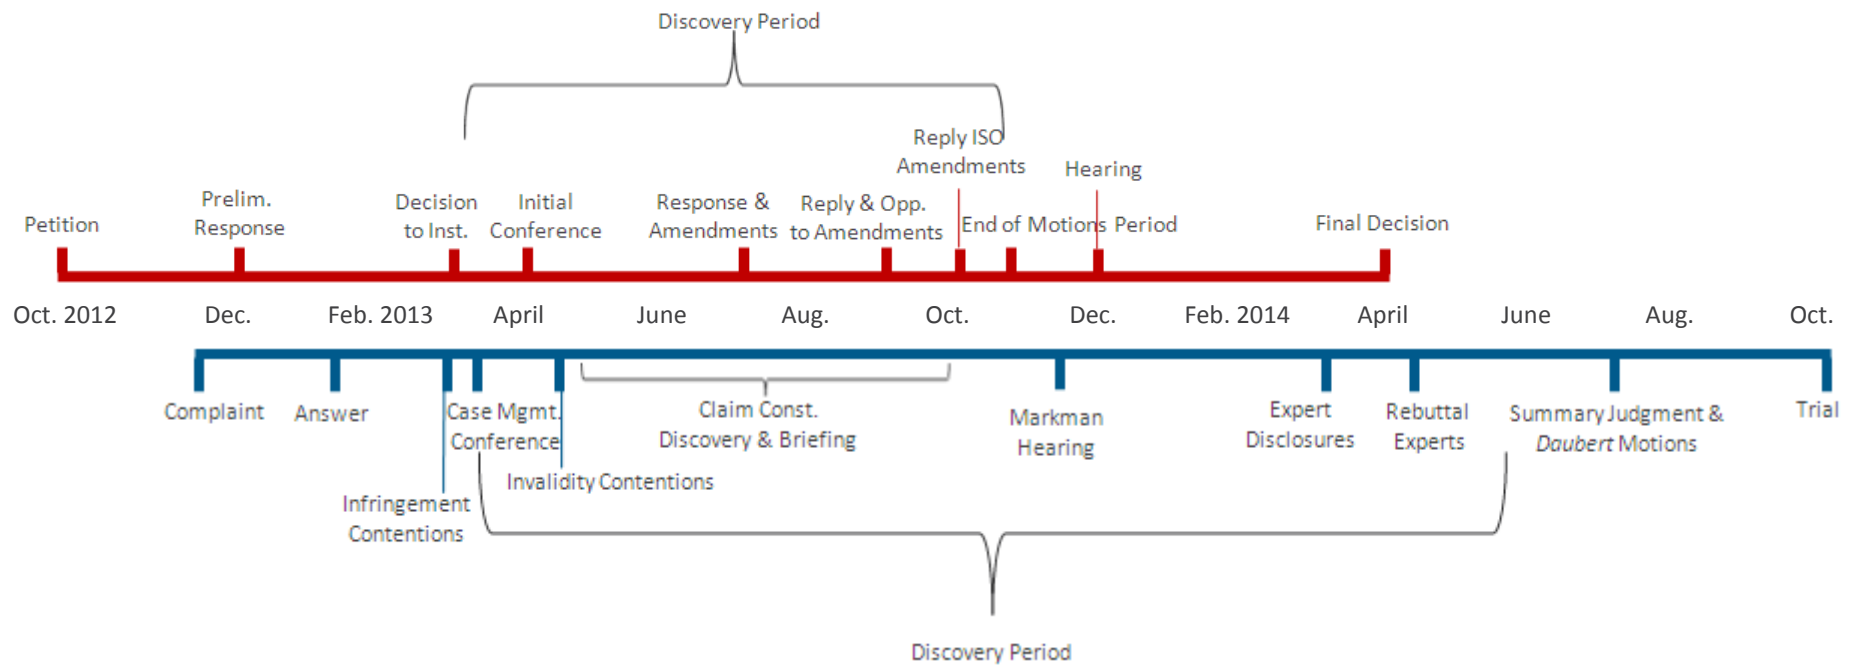 Discovery Period
Reply ISO
Amendments
Hearing
Petition
Prelim.
Response
Decision
to Inst.
Initial
Conference
Response &
Amendments
Reply & Opp.
to Amendments
End of Motions Period
Final Decision
Oct. 2012
Dec.
Feb. 2013
April
June
Aug.
Oct.
Dec.
Feb. 2014
April
June
Aug.
Oct.
Complaint
Answer
Infringement
Contentions
Case Mgmt.
Conference
Invalidity Contentions
Claim Const.
Discovery & Briefing
Markman
Hearing
Expert
Disclosures
Rebuttal
Experts
Summary Judgment &
Daubert Motions
Trial
Discovery Period